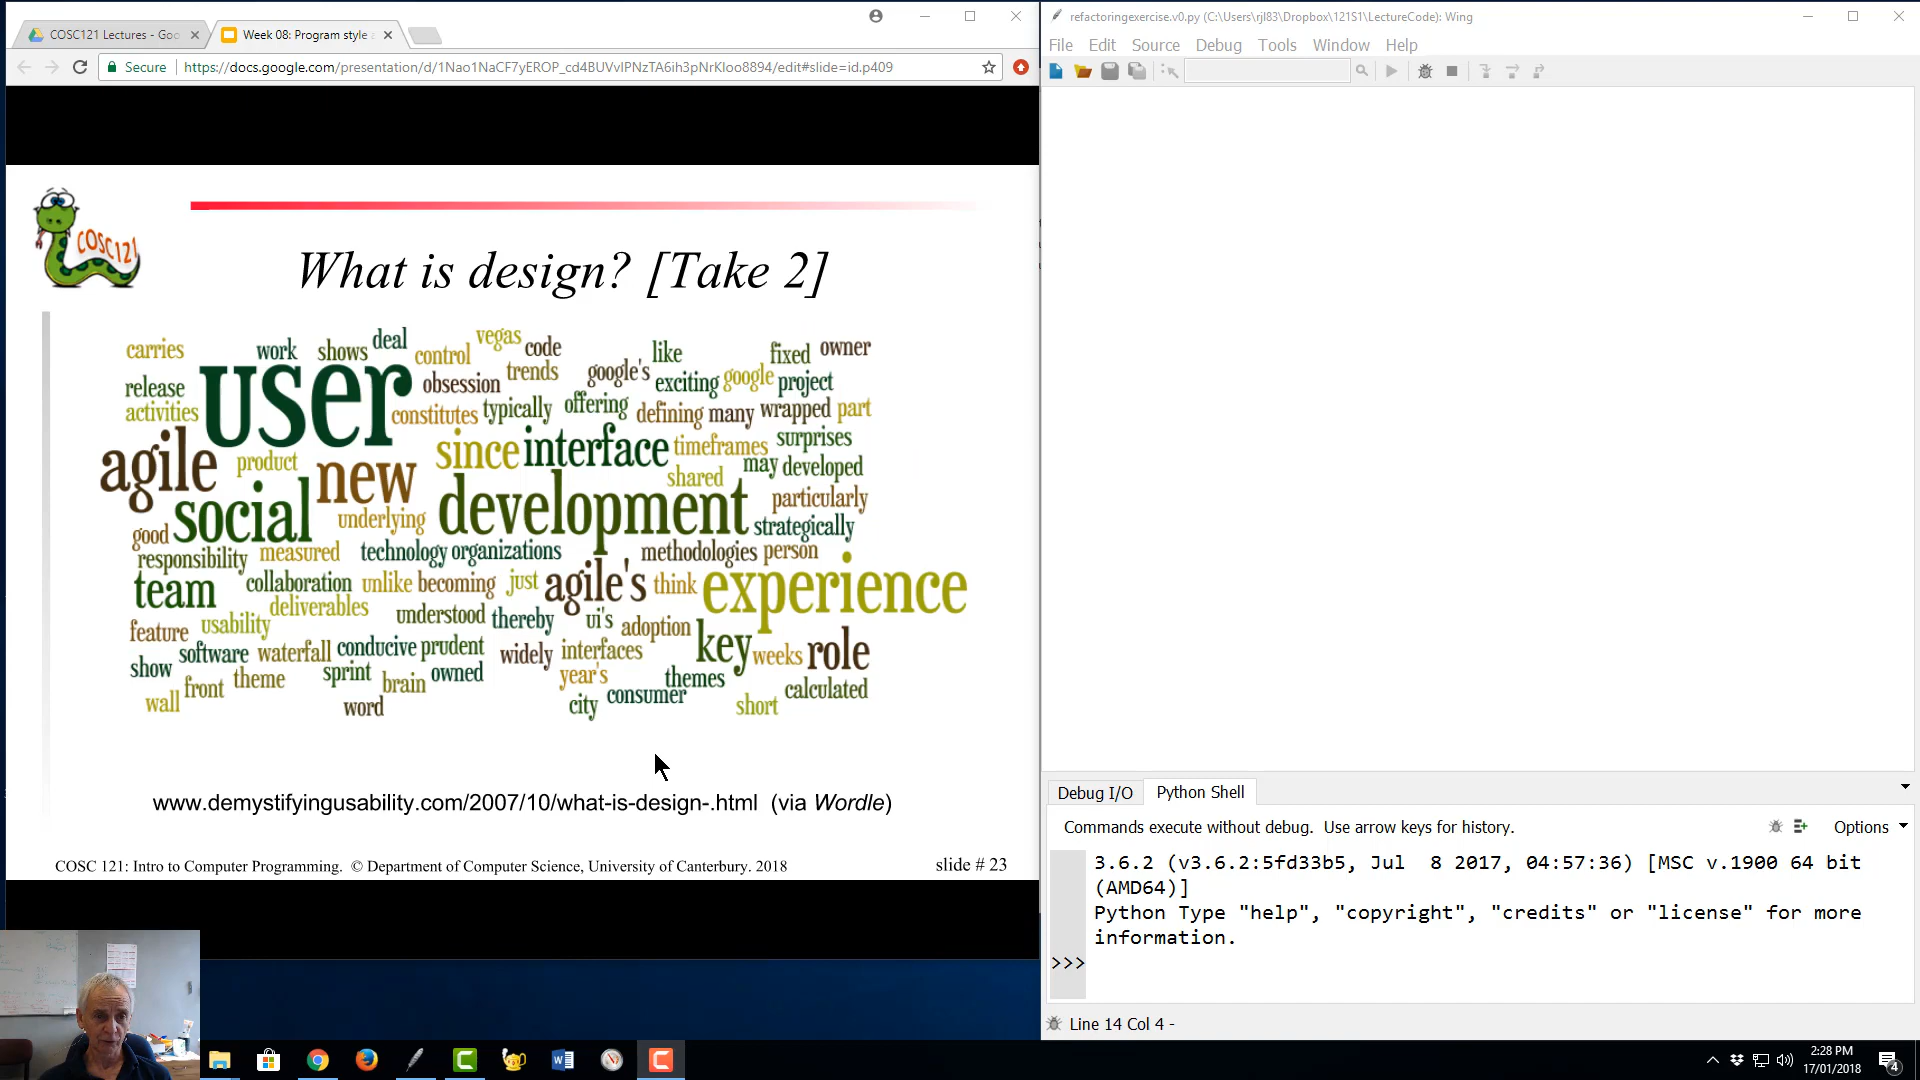 COSC121 Lectures - Goo
Week 08: Program style a
Secure
https://docs.google.com/presentation/d/1Nao1NaCF7yEROP_cd4BUVvIPNzTA6ih3pNrKIoo8894/edit#slide=id.p409
COSC121
What is design? [Take 2]
carries work shows deal control vegas code like fixed owner
release user obsession trends google's exciting google project
activities constitutes typically offering defining many wrapped part
agile product new since interface timeframes surprises
social shared may developed
underlying development particularly
good strategically
responsibility measured technology organizations methodologies person
team collaboration unlike becoming just agile's think experience
deliverables understood thereby ui's adoption
feature usability key role
show software waterfall conducive prudent widely interfaces weeks
front theme sprint brain owned year's themes
wall word city consumer short calculated
www.demystifyingusability.com/2007/10/what-is-design-.html (via Wordle)
COSC 121: Intro to Computer Programming. © Department of Computer Science, University of Canterbury. 2018
slide # 23
refactoringexercise.v0.py (C:\Users\rjl83\Dropbox\121S1\LectureCode): Wing
File Edit Source Debug Tools Window Help
Debug I/O Python Shell
Commands execute without debug. Use arrow keys for history.
Options
3.6.2 (v3.6.2:5fd33b5, Jul 8 2017, 04:57:36) [MSC v.1900 64 bit
(AMD64)]
Python Type "help", "copyright", "credits" or "license" for more
information.
>>>
Line 14 Col 4 -
2:28 PM
17/01/2018
4